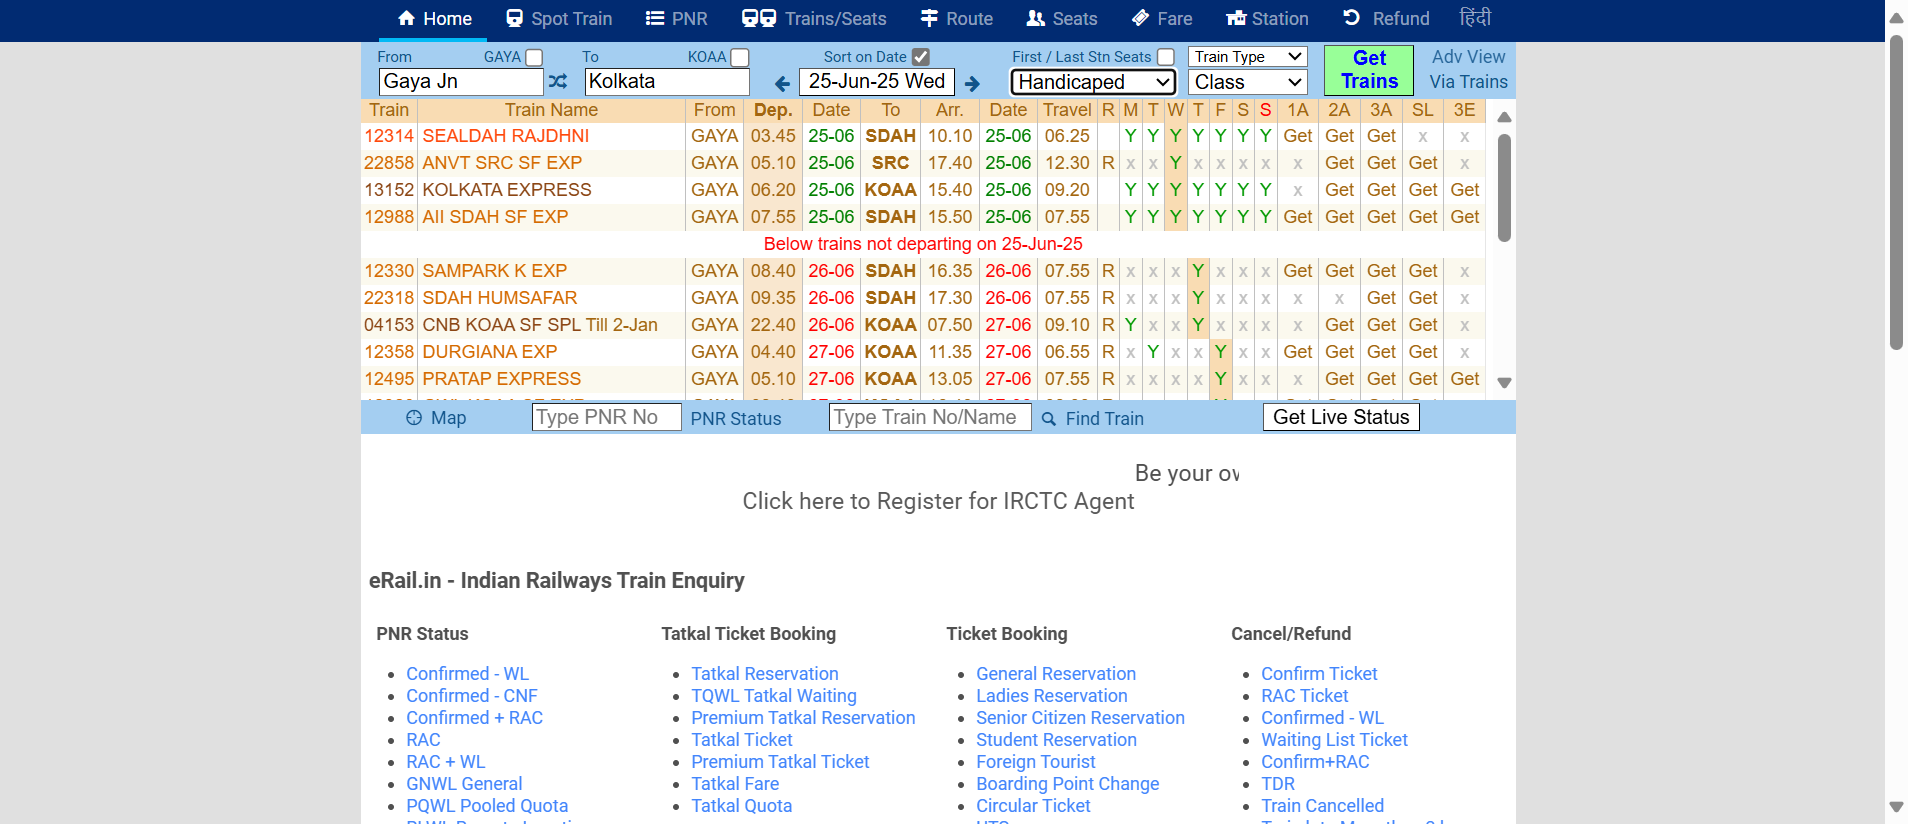 Home Spot Train PNR Trains/Seats Route Seats Fare Station Refund हिंदी
From GAYA To KOAA Sort on Date First / Last Stn Seats Train Type Get Trains Adv View
Gaya Jn Kolkata 25-Jun-25 Wed Handicaped Class Via Trains
Train Train Name From Dep. Date To Arr. Date Travel R M T W T F S S 1A 2A 3A SL 3E
12314 SEALDAH RAJDHNI GAYA 03.45 25-06 SDAH 10.10 25-06 06.25 Y Y Y Y Y Y Y Get Get Get x x
22858 ANVT SRC SF EXP GAYA 05.10 25-06 SRC 17.40 25-06 12.30 R x x Y x x x x x Get Get Get x
13152 KOLKATA EXPRESS GAYA 06.20 25-06 KOAA 15.40 25-06 09.20 Y Y Y Y Y Y Y x Get Get Get Get
12988 AII SDAH SF EXP GAYA 07.55 25-06 SDAH 15.50 25-06 07.55 Y Y Y Y Y Y Y Get Get Get Get Get
Below trains not departing on 25-Jun-25
12330 SAMPARK K EXP GAYA 08.40 26-06 SDAH 16.35 26-06 07.55 R x x x Y x x x Get Get Get Get x
22318 SDAH HUMSAFAR GAYA 09.35 26-06 SDAH 17.30 26-06 07.55 R x x x Y x x x x x Get Get x
04153 CNB KOAA SF SPL Till 2-Jan GAYA 22.40 26-06 KOAA 07.50 27-06 09.10 R Y x x Y x x x x Get Get Get x
12358 DURGIANA EXP GAYA 04.40 27-06 KOAA 11.35 27-06 06.55 R x Y x x Y x x Get Get Get Get x
12495 PRATAP EXPRESS GAYA 05.10 27-06 KOAA 13.05 27-06 07.55 R x x x x Y x x x Get Get Get Get
Map Type PNR No PNR Status Type Train No/Name Find Train Get Live Status
Be your
Click here to Register for IRCTC Agent
eRail.in - Indian Railways Train Enquiry
PNR Status Tatkal Ticket Booking Ticket Booking Cancel/Refund
Confirmed - WL Tatkal Reservation General Reservation Confirm Ticket
Confirmed - CNF TQWL Tatkal Waiting Ladies Reservation RAC Ticket
Confirmed + RAC Premium Tatkal Reservation Senior Citizen Reservation Confirmed - WL
RAC Tatkal Ticket Student Reservation Waiting List Ticket
RAC + WL Premium Tatkal Ticket Foreign Tourist Confirm+RAC
GNWL General Tatkal Fare Boarding Point Change TDR
PQWL Pooled Quota Tatkal Quota Circular Ticket Train Cancelled